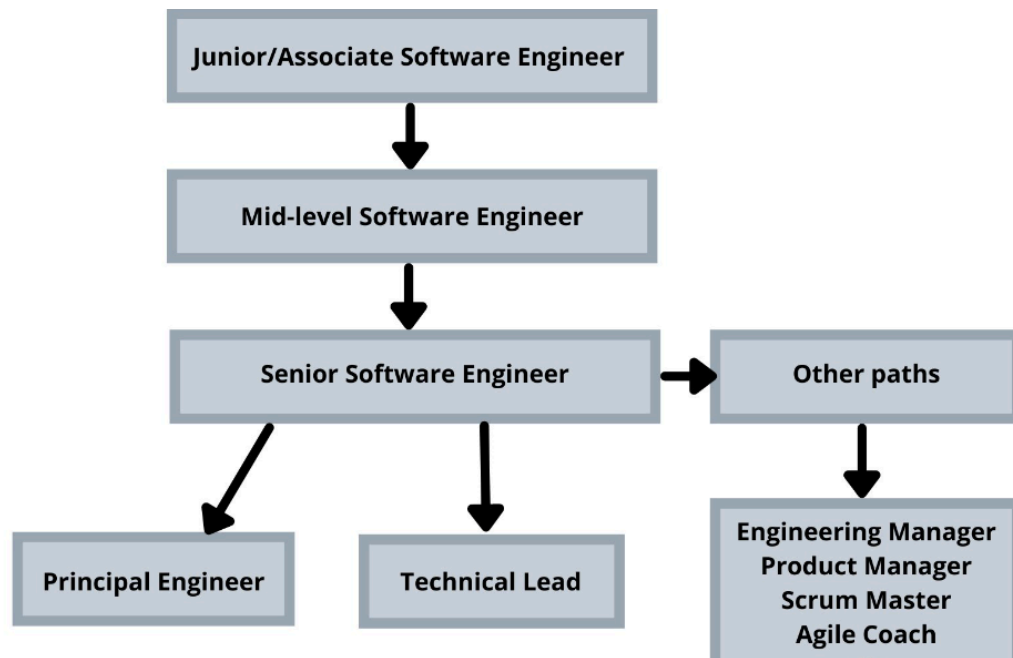 Junior/Associate Software Engineer
Mid-level Software Engineer
Senior Software Engineer
Other paths
Principal Engineer
Technical Lead
Engineering Manager
Product Manager
Scrum Master
Agile Coach